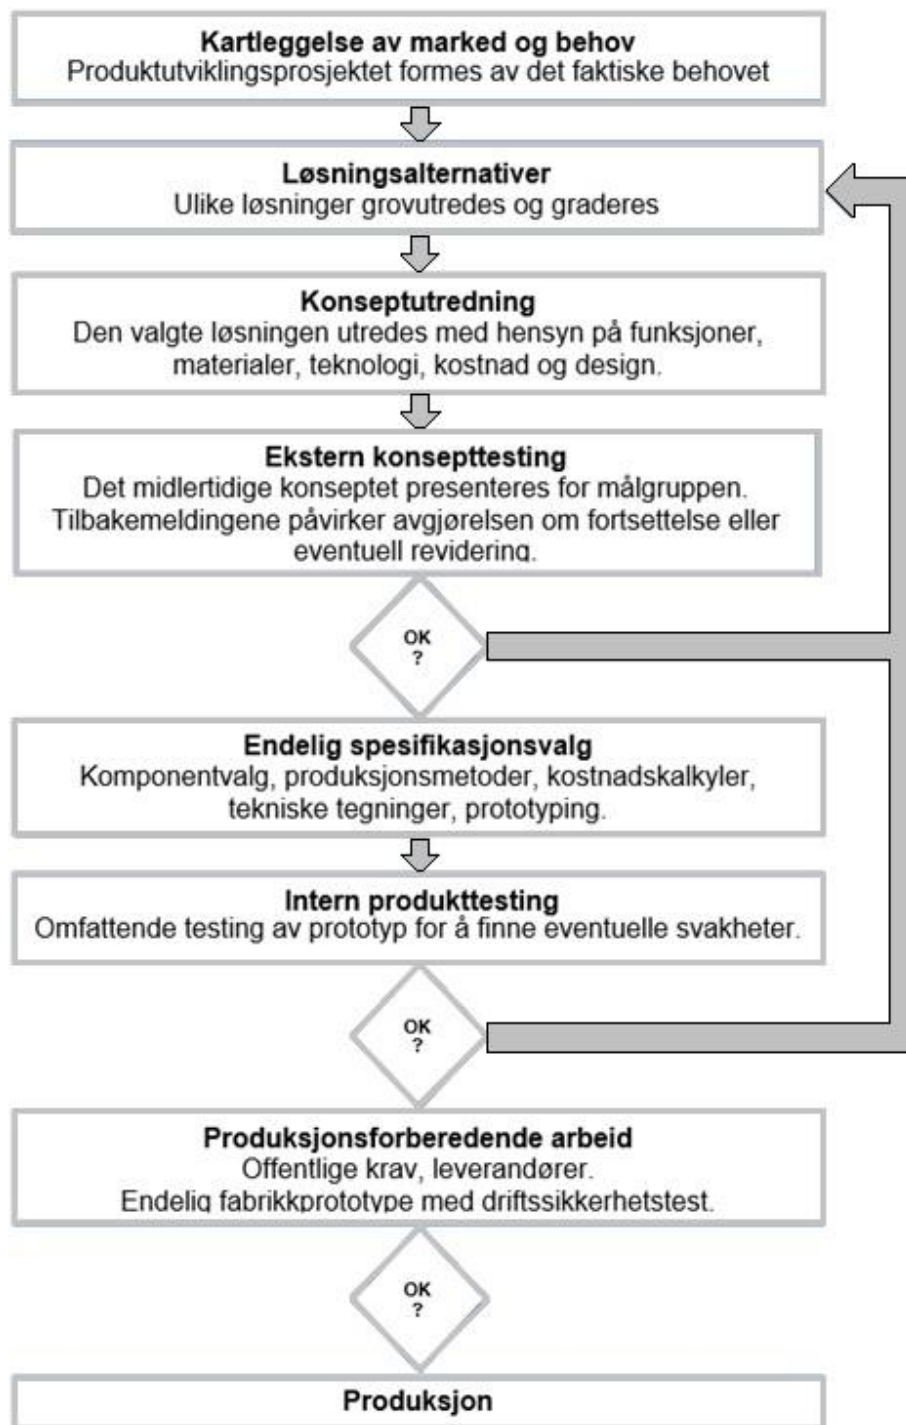 Kartleggelse av marked og behov
Produktutviklingsprosjektet formes av det faktiske behovet
Løsningsalternativer
Ulike løsninger grovutredes og graderes
Konseptutredning
Den valgte løsningen utredes med hensyn på funksjoner,
materialer, teknologi, kostnad og design.
Ekstern konsepttesting
Det midlertidige konseptet presenteres for målgruppen.
Tilbakemeldingene påvirker avgjørelsen om fortsettelse eller
eventuell revidering.
OK
?
Endelig spesifikasjonsvalg
Komponentvalg, produksjonsmetoder, kostnadskalkyler,
tekniske tegninger, prototyping.
Intern produkttesting
Omfattende testing av prototyp for å finne eventuelle svakheter.
OK
?
Produksjonsforberedende arbeid
Offentlige krav, leverandører.
Endelig fabrikkprototype med driftssikkerhetstest.
OK
?
Produksjon